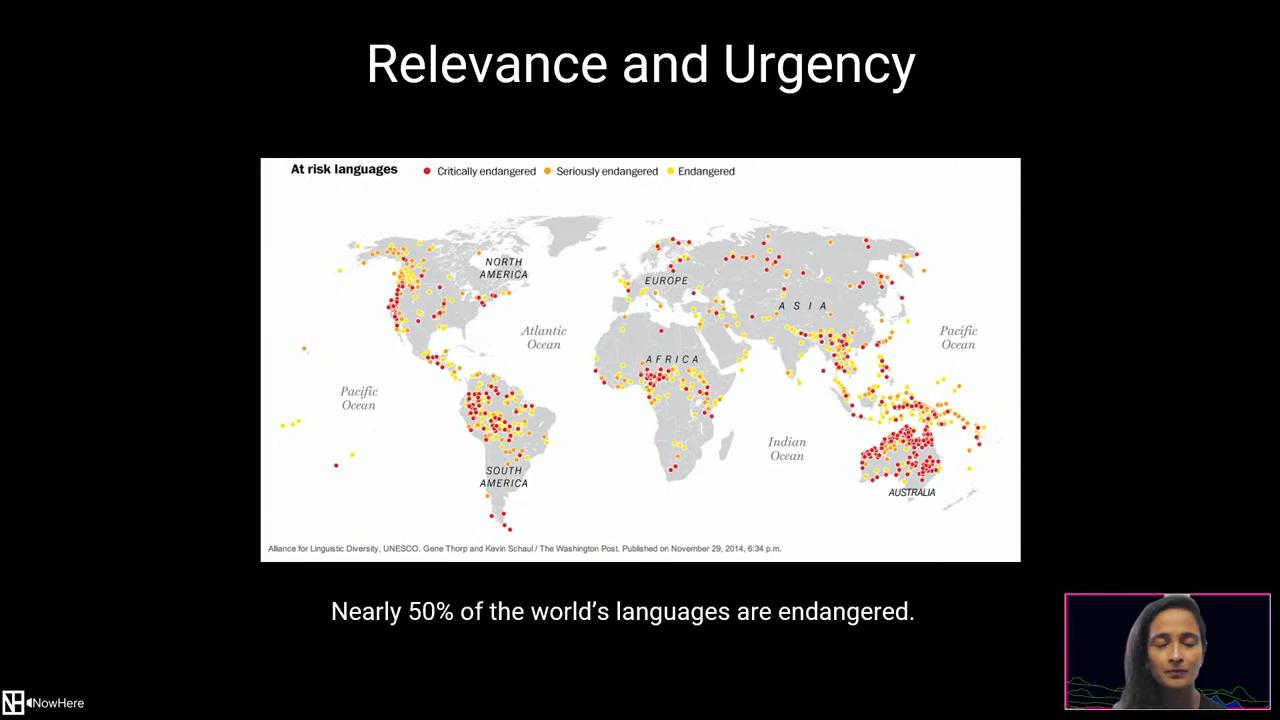 Relevance and Urgency
At risk languages
Critically endangered
Seriously endangered
Endangered
NORTH
AMERICA
EUROPE
ASIA
Atlantic
Ocean
Pacific
Ocean
AFRICA
Pacific
Ocean
Indian
Ocean
SOUTH
AMERICA
AUSTRALIA
Alliance for Linguistic Diversity, UNESCO. Gene Thorp and Kevin Schaul / The Washington Post. Published on November 29, 2014, 6:34 p.m.
Nearly 50% of the world’s languages are endangered.
NowHere